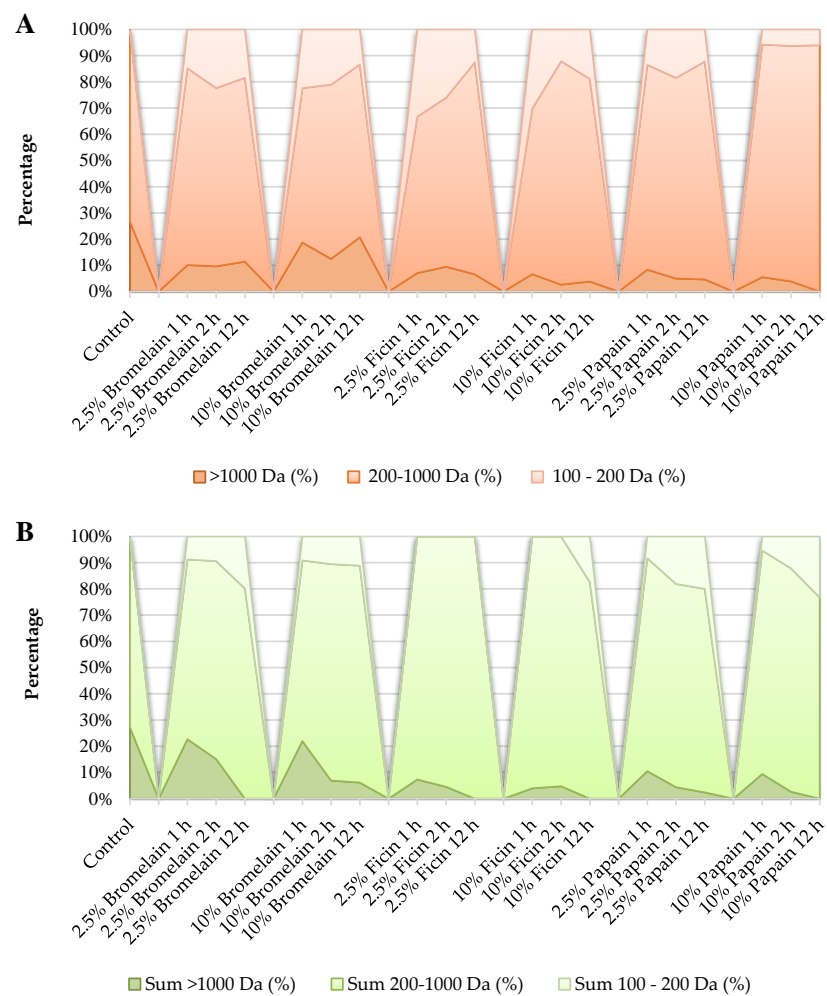 A
100%
90%
80%
70%
60%
50%
40%
30%
20%
10%
0%
Percentage
Control
2.5% Bromelain 1 h
2.5% Bromelain 2 h
2.5% Bromelain 12 h
10% Bromelain 1 h
10% Bromelain 2 h
10% Bromelain 12 h
2.5% Ficin 1 h
2.5% Ficin 2 h
2.5% Ficin 12 h
10% Ficin 1 h
10% Ficin 2 h
10% Ficin 12 h
2.5% Papain 1 h
2.5% Papain 2 h
2.5% Papain 12 h
10% Papain 1 h
10% Papain 2 h
10% Papain 12 h
>1000 Da (%) 200-1000 Da (%) 100 - 200 Da (%)
B
100%
90%
80%
70%
60%
50%
40%
30%
20%
10%
0%
Percentage
Control
2.5% Bromelain 1 h
2.5% Bromelain 2 h
2.5% Bromelain 12 h
10% Bromelain 1 h
10% Bromelain 2 h
10% Bromelain 12 h
2.5% Ficin 1 h
2.5% Ficin 2 h
2.5% Ficin 12 h
10% Ficin 1 h
10% Ficin 2 h
10% Ficin 12 h
2.5% Papain 1 h
2.5% Papain 2 h
2.5% Papain 12 h
10% Papain 1 h
10% Papain 2 h
10% Papain 12 h
Sum >1000 Da (%) Sum 200-1000 Da (%) Sum 100 - 200 Da (%)